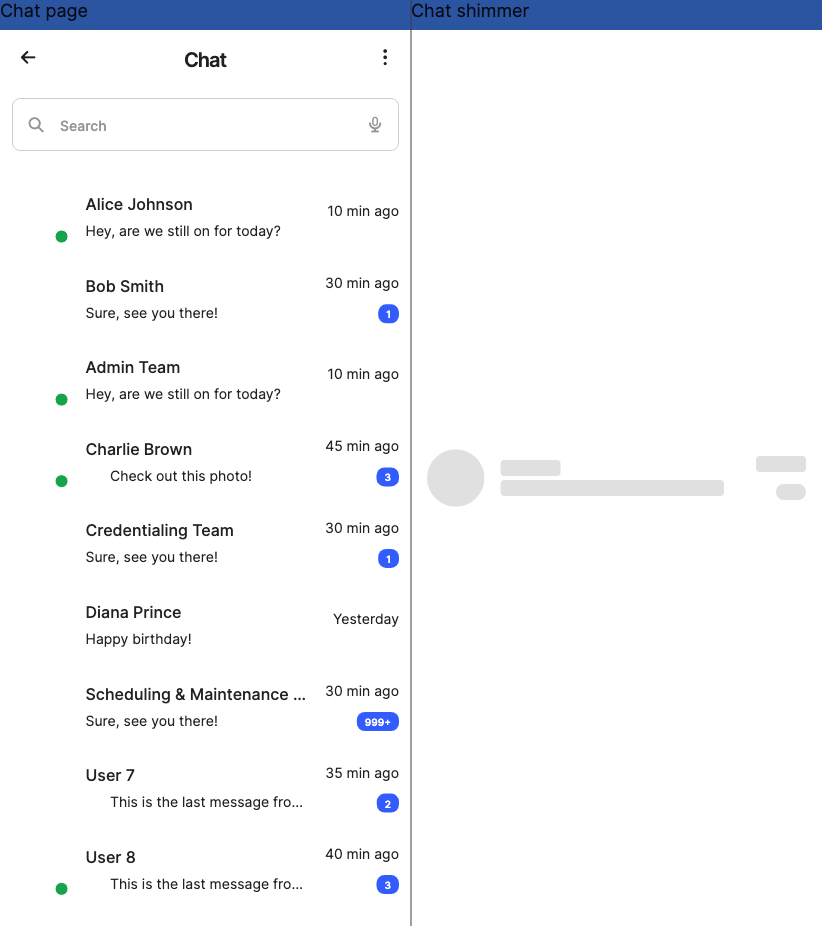 Chat page
Chat shimmer
Chat
Search
Alice Johnson
10 min ago
Hey, are we still on for today?
Bob Smith
30 min ago
Sure, see you there!
1
Admin Team
10 min ago
Hey, are we still on for today?
Charlie Brown
45 min ago
Check out this photo!
3
Credentialing Team
30 min ago
Sure, see you there!
1
Diana Prince
Yesterday
Happy birthday!
Scheduling & Maintenance ...
30 min ago
Sure, see you there!
999+
User 7
35 min ago
This is the last message fro...
2
User 8
40 min ago
This is the last message fro...
3